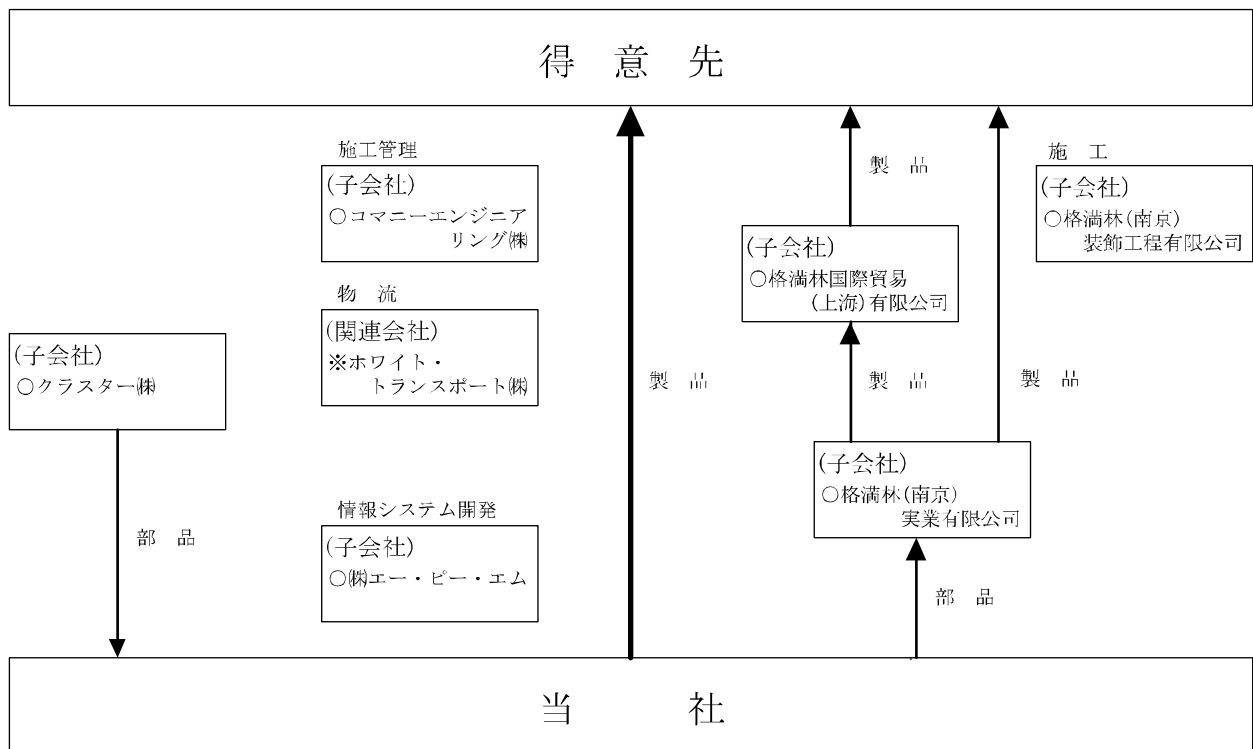 得 意 先
施工管理
(子会社)
○コマニーエンジニア
リング㈱
物 流
(関連会社)
※ホワイト・
トランスポート㈱
(子会社)
○クラスター㈱
部 品
情報システム開発
(子会社)
○㈱エー・ピー・エム
製 品
製 品
(子会社)
○格満林国際貿易
(上海)有限公司
製 品
製 品
施 工
(子会社)
○格満林(南京)
装飾工程有限公司
(子会社)
○格満林(南京)
実業有限公司
部 品
当 社